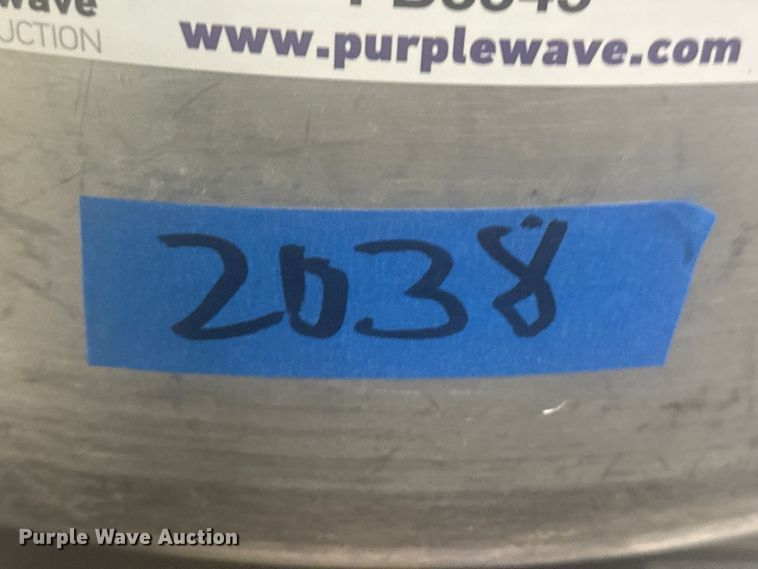 wave
UCTION
www.purplewave.com
2038
Purple Wave Auction